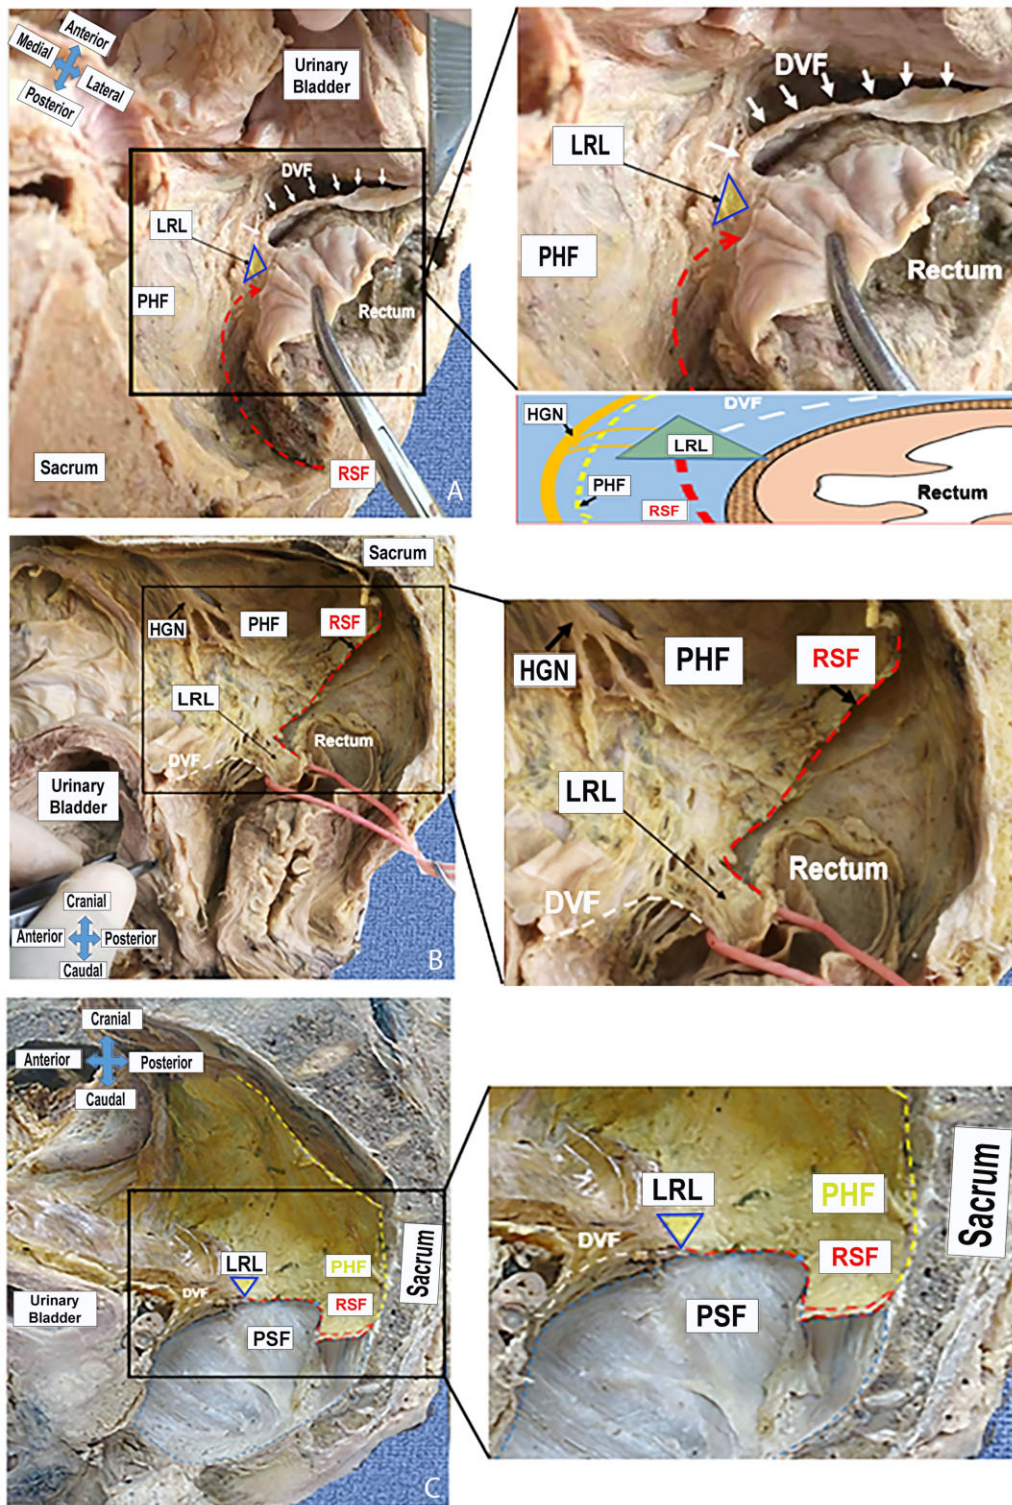 Anterior
Medial
Lateral
Posterior
Urinary
Bladder
DVF
LRL
PHF
Rectum
Sacrum
RSF
A
DVF
LRL
PHF
Rectum
DVF
HGN
LRL
PHF
RSF
Rectum
Sacrum
HGN
PHF
RSF
LRL
Rectum
DVF
Urinary
Bladder
Cranial
Anterior
Posterior
Caudal
B
HGN
PHF
RSF
LRL
Rectum
DVF
Cranial
Anterior
Posterior
Caudal
Sacrum
LRL
PHF
DVF
RSF
Urinary
Bladder
PSF
C
Sacrum
LRL
PHF
DVF
RSF
PSF